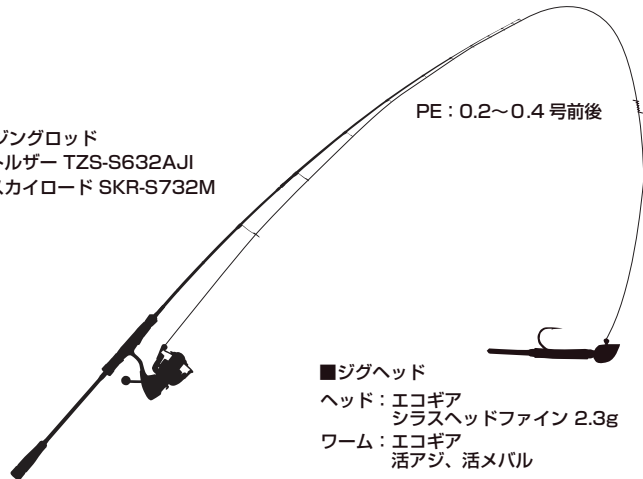 ジングロッド
トルザー TZS-S632AJI
スカイロード SKR-S732M
PE：0.2～0.4 号前後
■ジグヘッド
ヘッド：エコギア
シラスヘッドファイン 2.3g
ワーム：エコギア
活アジ、活メバル